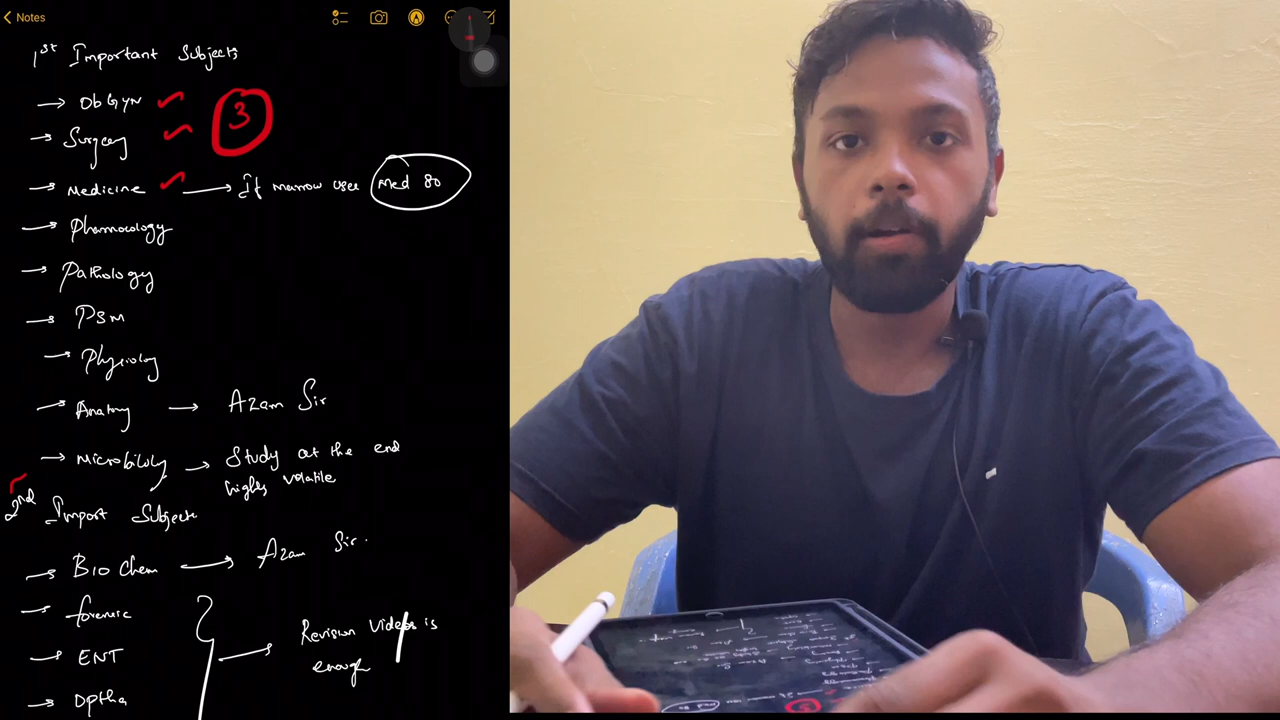 Notes
1st Important Subjects
→ ObGyn ✓
3
→ Surgery ✓
→ Medicine ✓ → If marrow use med 80
→ Pharmacology
→ Pathology
→ PSM
→ Physiology
→ Anatomy → Azam Sir
→ Microbiology → Study at the end
highly volatile
2nd Import Subjects
→ Bio Chem → Azam Sir.
→ forensic
→ ENT → Revision Videos is
enough
→ Optha